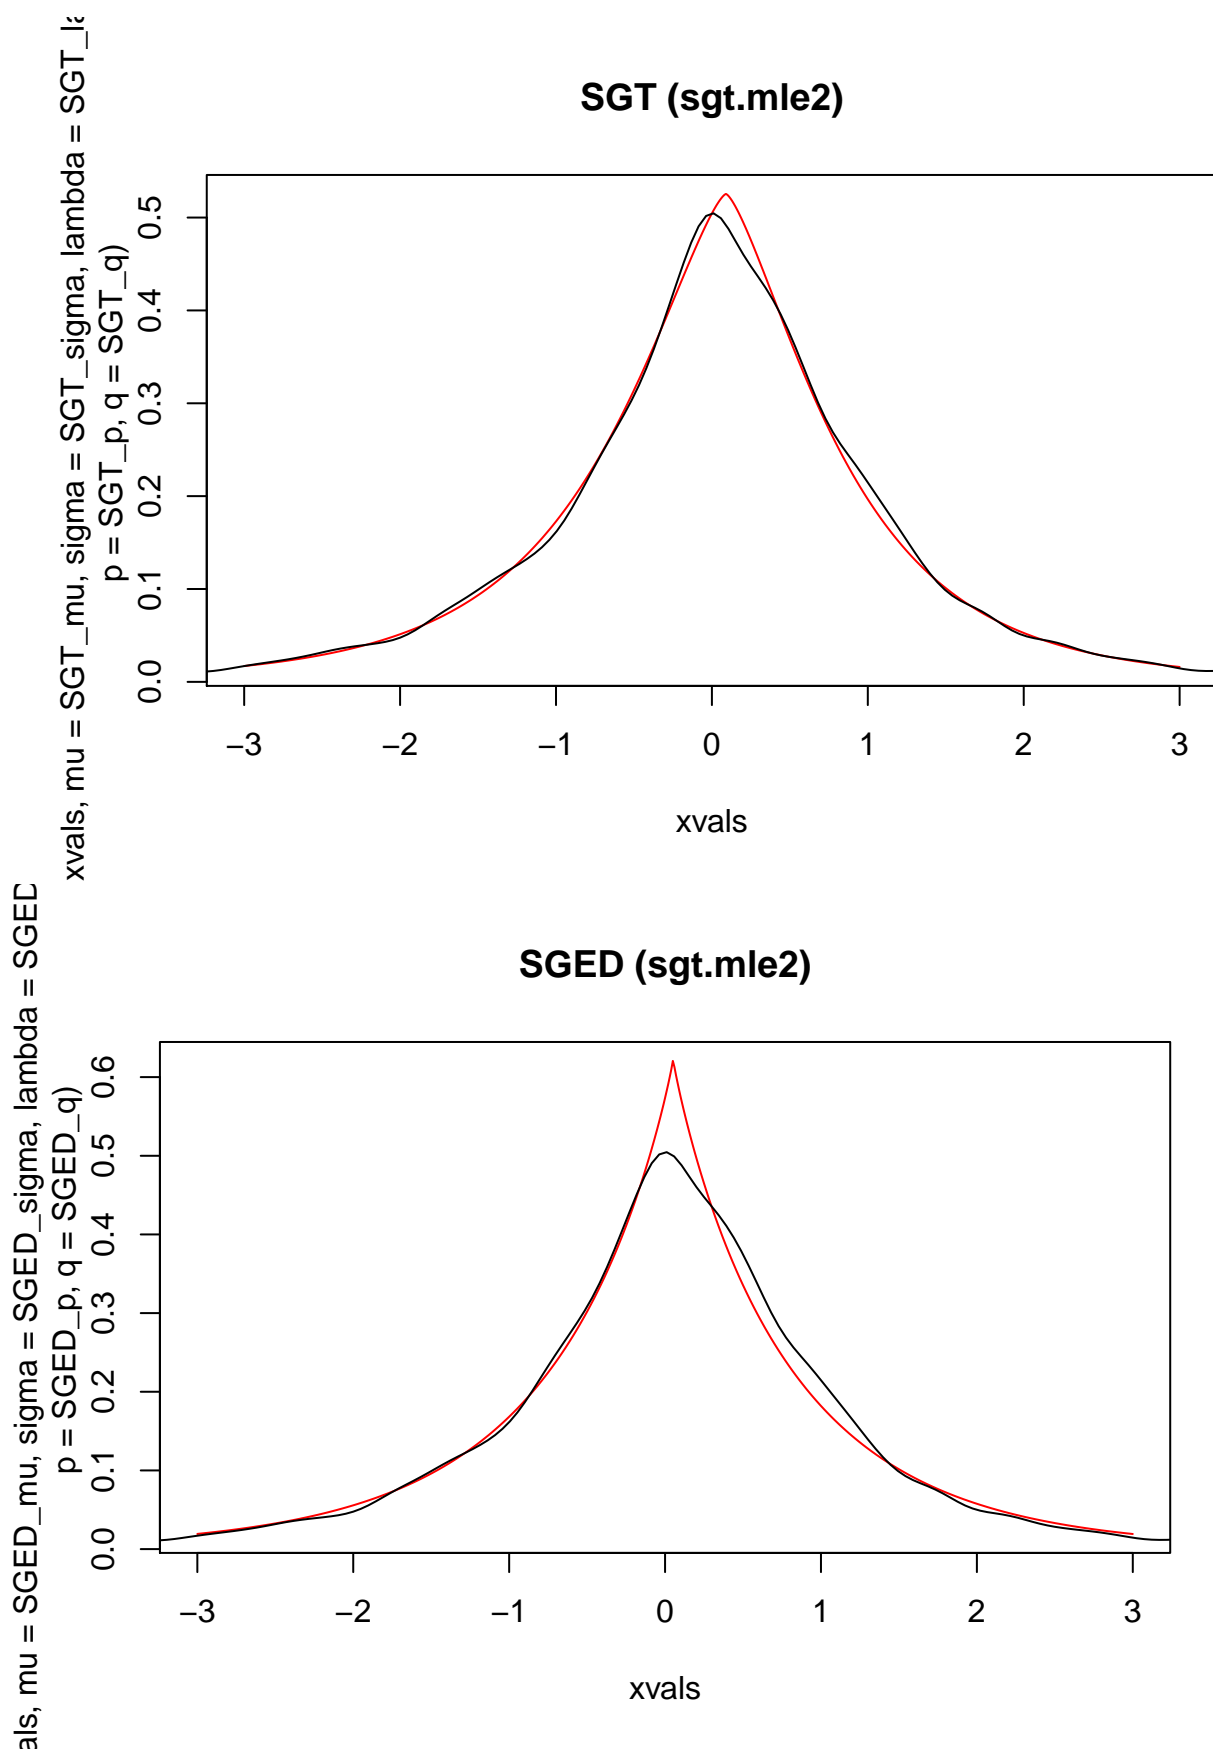 SGT (sgt.mle2)
xvals, mu = SGT_mu, sigma = SGT_sigma, lambda =
p = SGT_p, q = SGT_q)
0.5
0.4
0.3
0.2
0.1
0.0
−3 −2 −1 0 1 2 3
xvals
SGED (sgt.mle2)
mu = SGED_mu, sigma = SGED_sigma, lambda = SGED
p = SGED_p, q = SGED_q)
0.6
0.5
0.4
0.3
0.2
0.1
0.0
−3 −2 −1 0 1 2 3
xvals